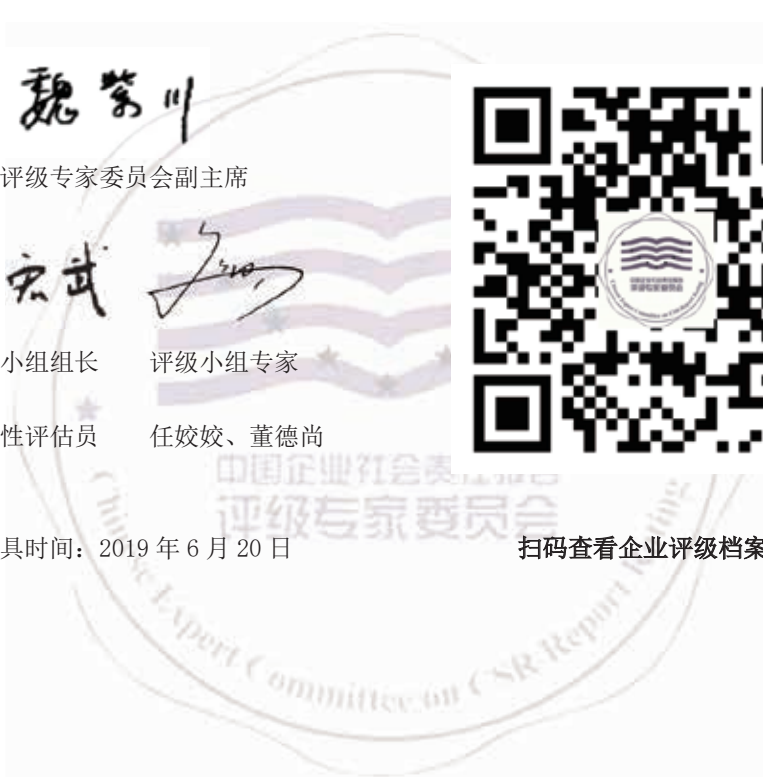 魏紫川
评级专家委员会副主席
宏武
小组组长 评级小组专家
性评估员 任姣姣、董德尚
中国企业社会责任报告
评级专家委员会
具时间：2019 年 6 月 20 日 扫码查看企业评级档案
Chinese Expert Committee on CSR Report Rating